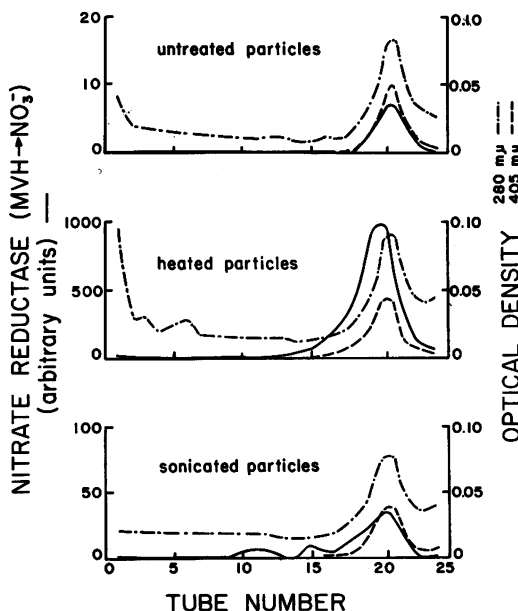 NITRATE REDUCTASE (MVH→NO₃⁻)
(arbitrary units)
20
10
0
untreated particles
0.10
0.05
0
1000
500
0
heated particles
0.10
0.05
0
100
50
0
sonicated particles
0.10
0.05
0
0
5
10
15
20
25
TUBE NUMBER
280 mµ
405 mµ
OPTICAL DENSITY